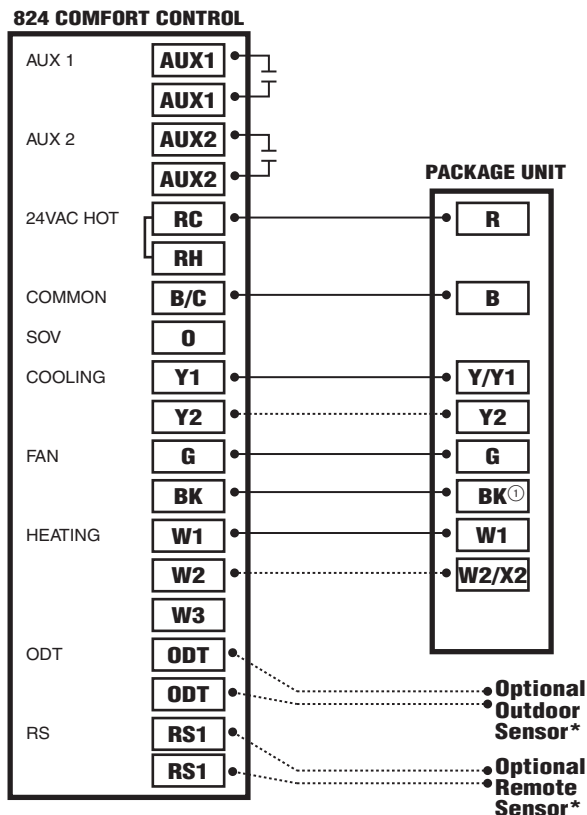 824 COMFORT CONTROL
AUX 1 AUX1
AUX1
AUX 2 AUX2
AUX2
PACKAGE UNIT
24VAC HOT RC R
RH
COMMON B/C B
SOV O
COOLING Y1 Y/Y1
Y2 Y2
FAN G G
BK BK①
HEATING W1 W1
W2 W2/X2
W3
ODT ODT
ODT
Optional
Outdoor
Sensor*
RS RS1
RS1
Optional
Remote
Sensor*